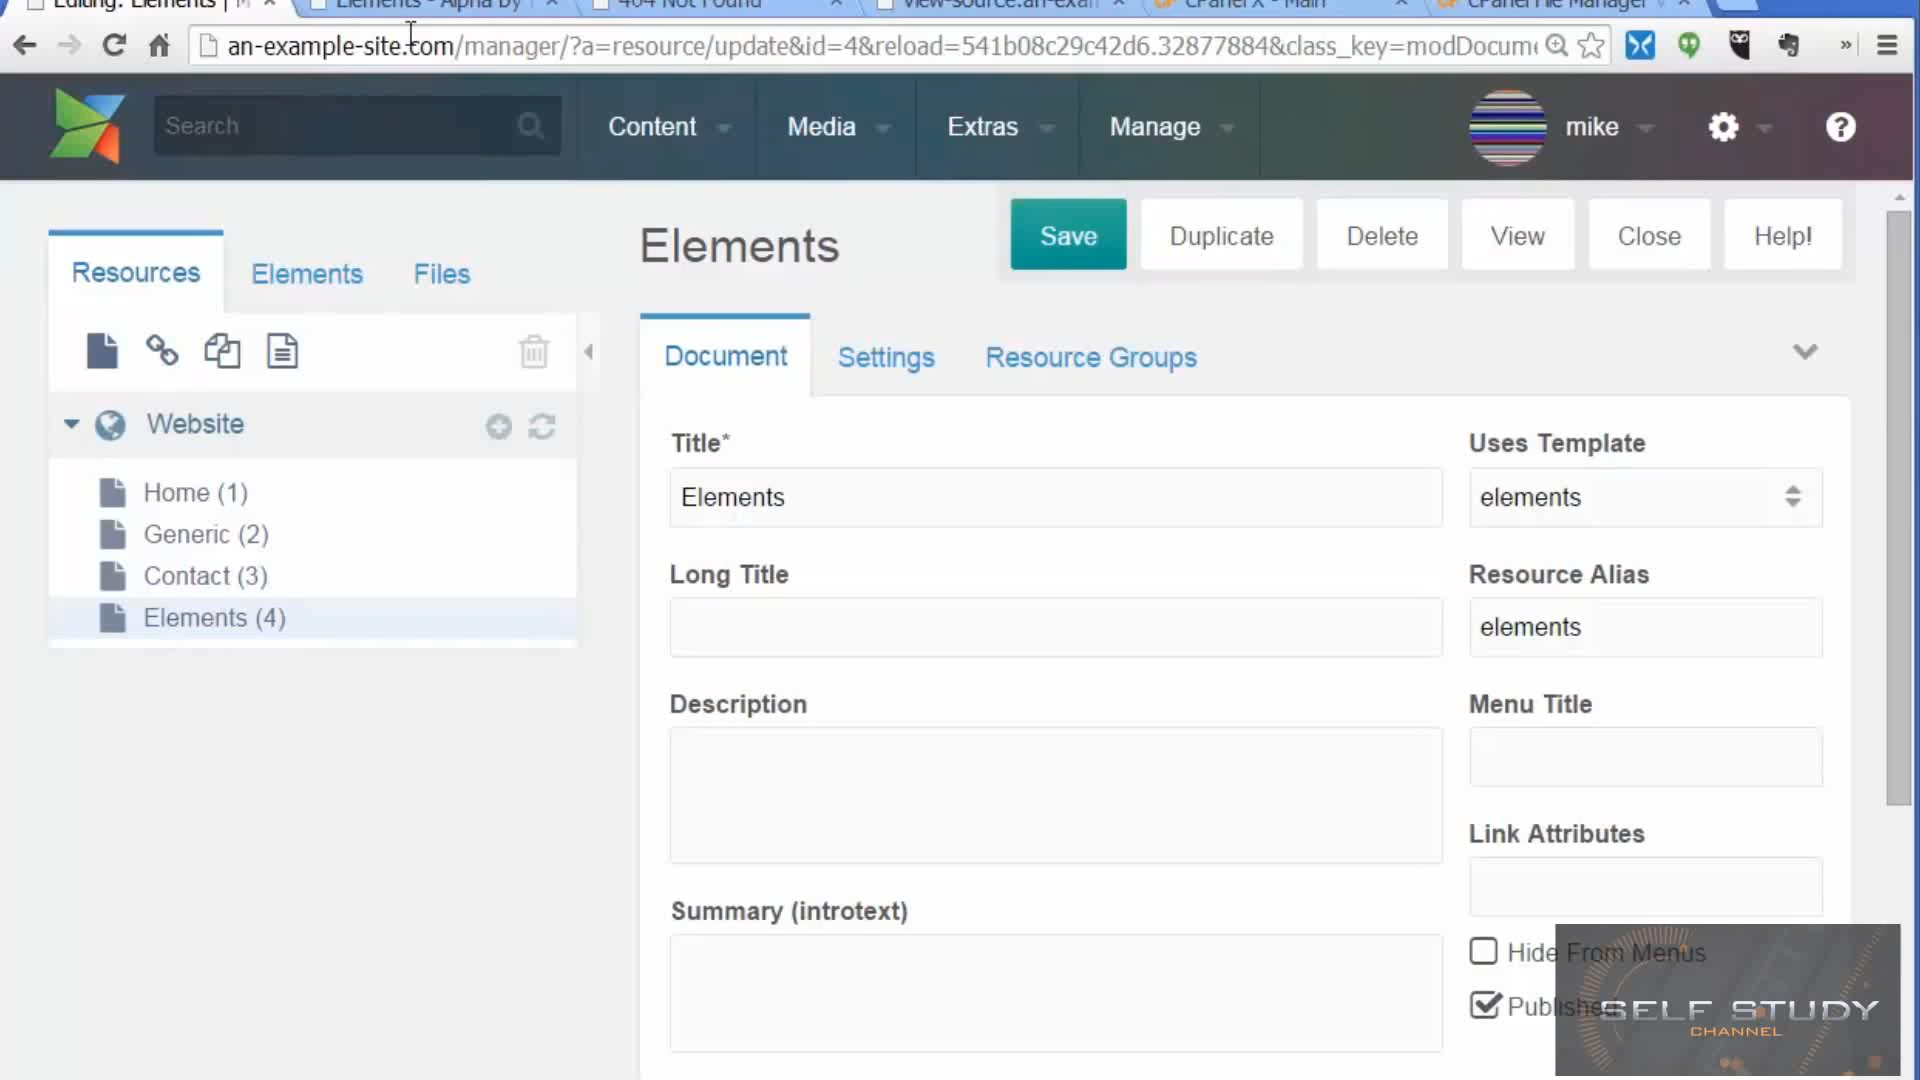 Editing: Elements |
Elements - Alpha by
404 Not Found
view-source:an-exam
cPanel X - Main
cPanel File Manager v
an-example-site.com/manager/?a=resource/update&id=4&reload=541b08c29c42d6.32877884&class_key=modDocume
»
Search
Content
Media
Extras
Manage
mike
?
Resources
Elements
Files
Elements
Save
Duplicate
Delete
View
Close
Help!
Document
Settings
Resource Groups
Website
Home (1)
Generic (2)
Contact (3)
Elements (4)
Title*
Elements
Uses Template
elements
Long Title
Resource Alias
elements
Description
Menu Title
Link Attributes
Summary (introtext)
Hide From Menus
Published
SELF STUDY
CHANNEL